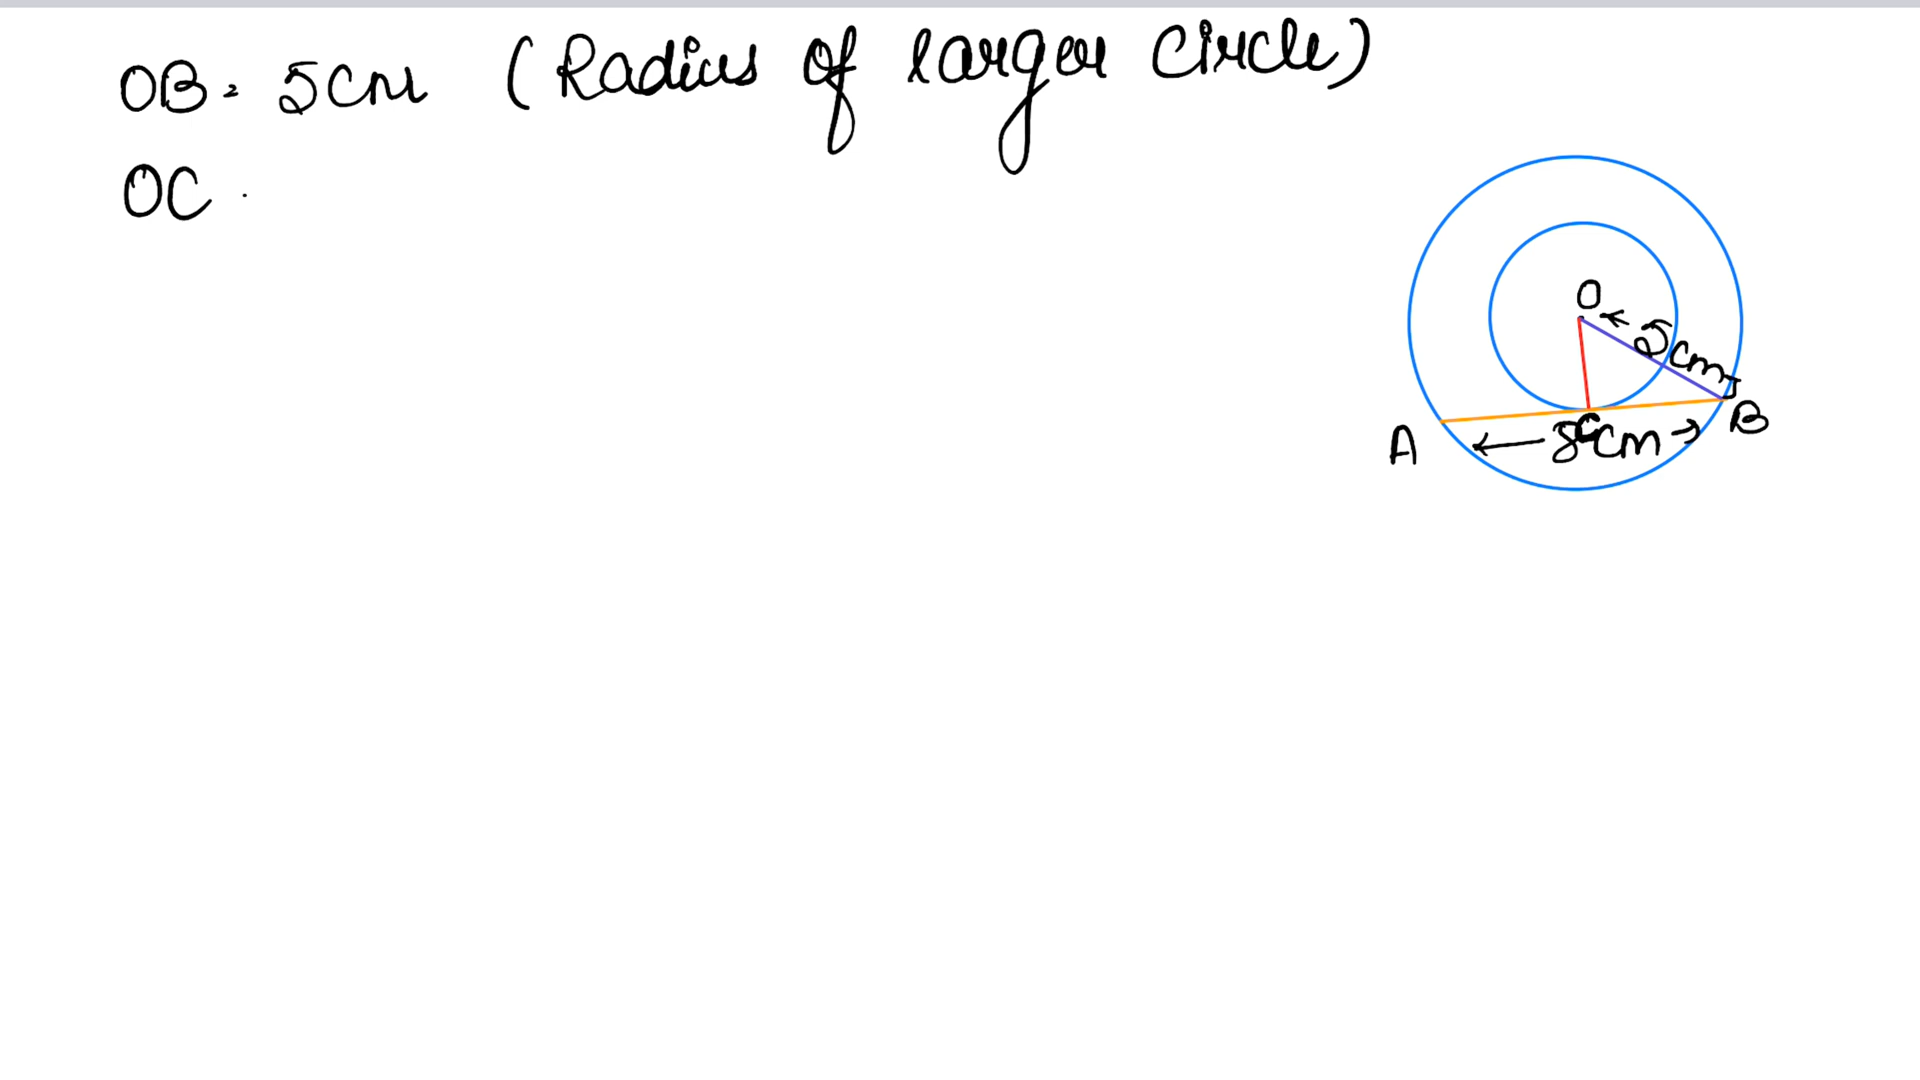 OB = 5cm (Radius of larger circle)
OC -
O
5cm
A
8cm
C
B